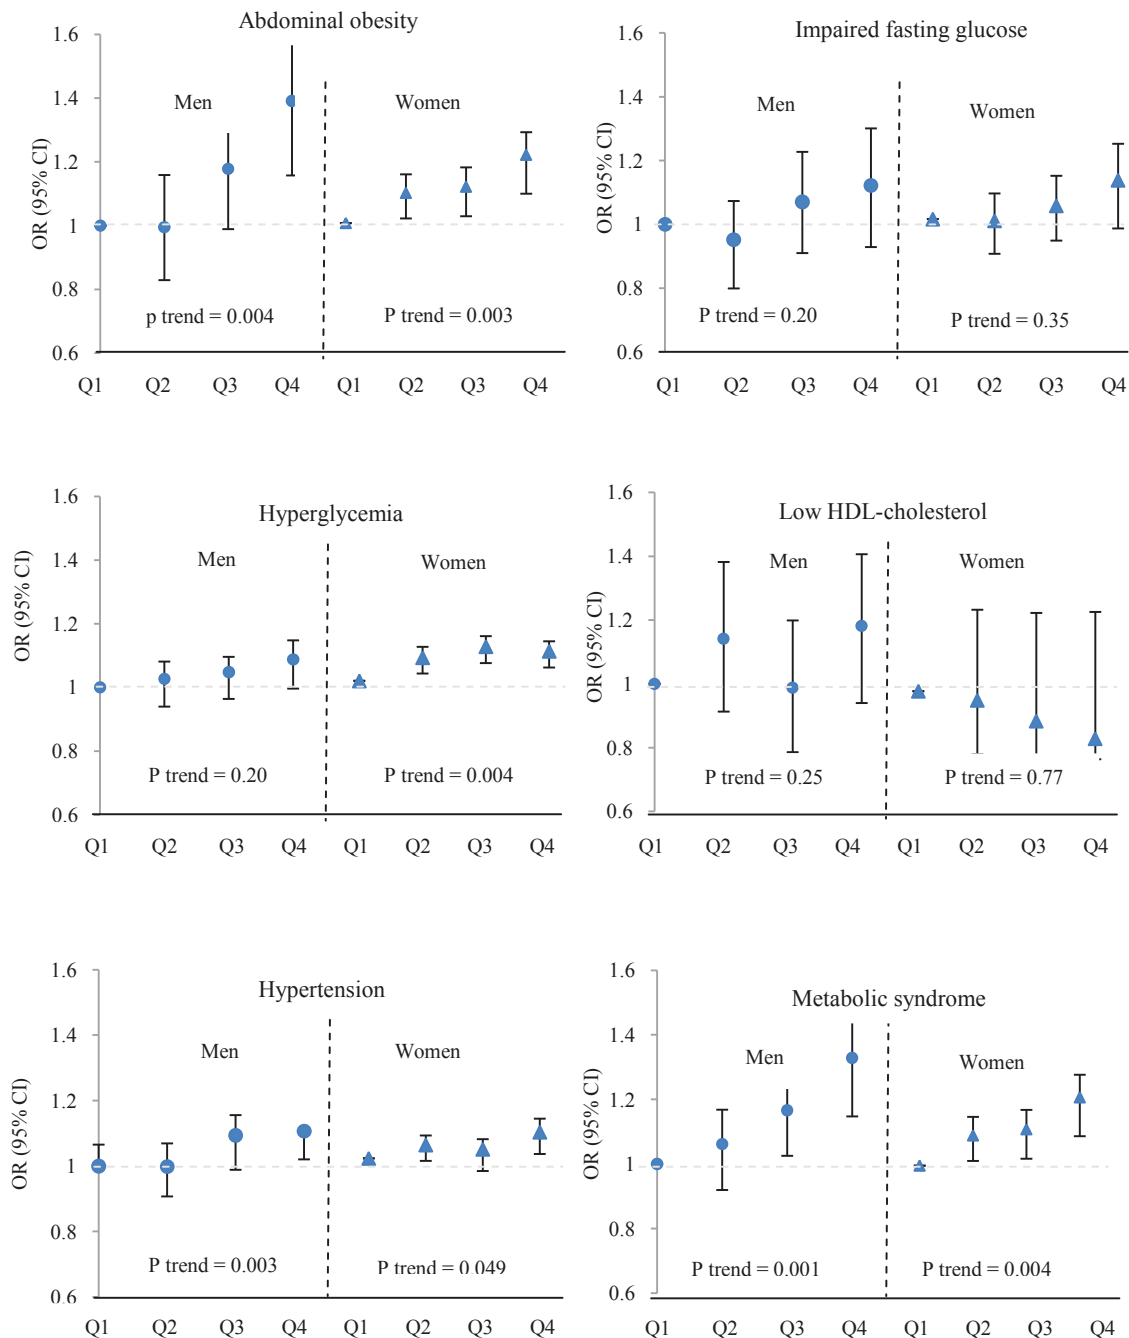 Abdominal obesity
1.6
1.4
1.2
1
0.8
0.6
OR (95% CI)
Men
Women
p trend = 0.004
P trend = 0.003
Q1 Q2 Q3 Q4 Q1 Q2 Q3 Q4
Impaired fasting glucose
1.6
1.4
1.2
1
0.8
0.6
OR (95% CI)
Men
Women
P trend = 0.20
P trend = 0.35
Q1 Q2 Q3 Q4 Q1 Q2 Q3 Q4
Hyperglycemia
1.6
1.4
1.2
1
0.8
0.6
OR (95% CI)
Men
Women
P trend = 0.20
P trend = 0.004
Q1 Q2 Q3 Q4 Q1 Q2 Q3 Q4
Low HDL-cholesterol
1.6
1.4
1.2
1
0.8
0.6
OR (95% CI)
Men
Women
P trend = 0.25
P trend = 0.77
Q1 Q2 Q3 Q4 Q1 Q2 Q3 Q4
Hypertension
1.6
1.4
1.2
1
0.8
0.6
OR (95% CI)
Men
Women
P trend = 0.003
P trend = 0.049
Q1 Q2 Q3 Q4 Q1 Q2 Q3 Q4
Metabolic syndrome
1.6
1.4
1.2
1
0.8
0.6
OR (95% CI)
Men
Women
P trend = 0.001
P trend = 0.004
Q1 Q2 Q3 Q4 Q1 Q2 Q3 Q4